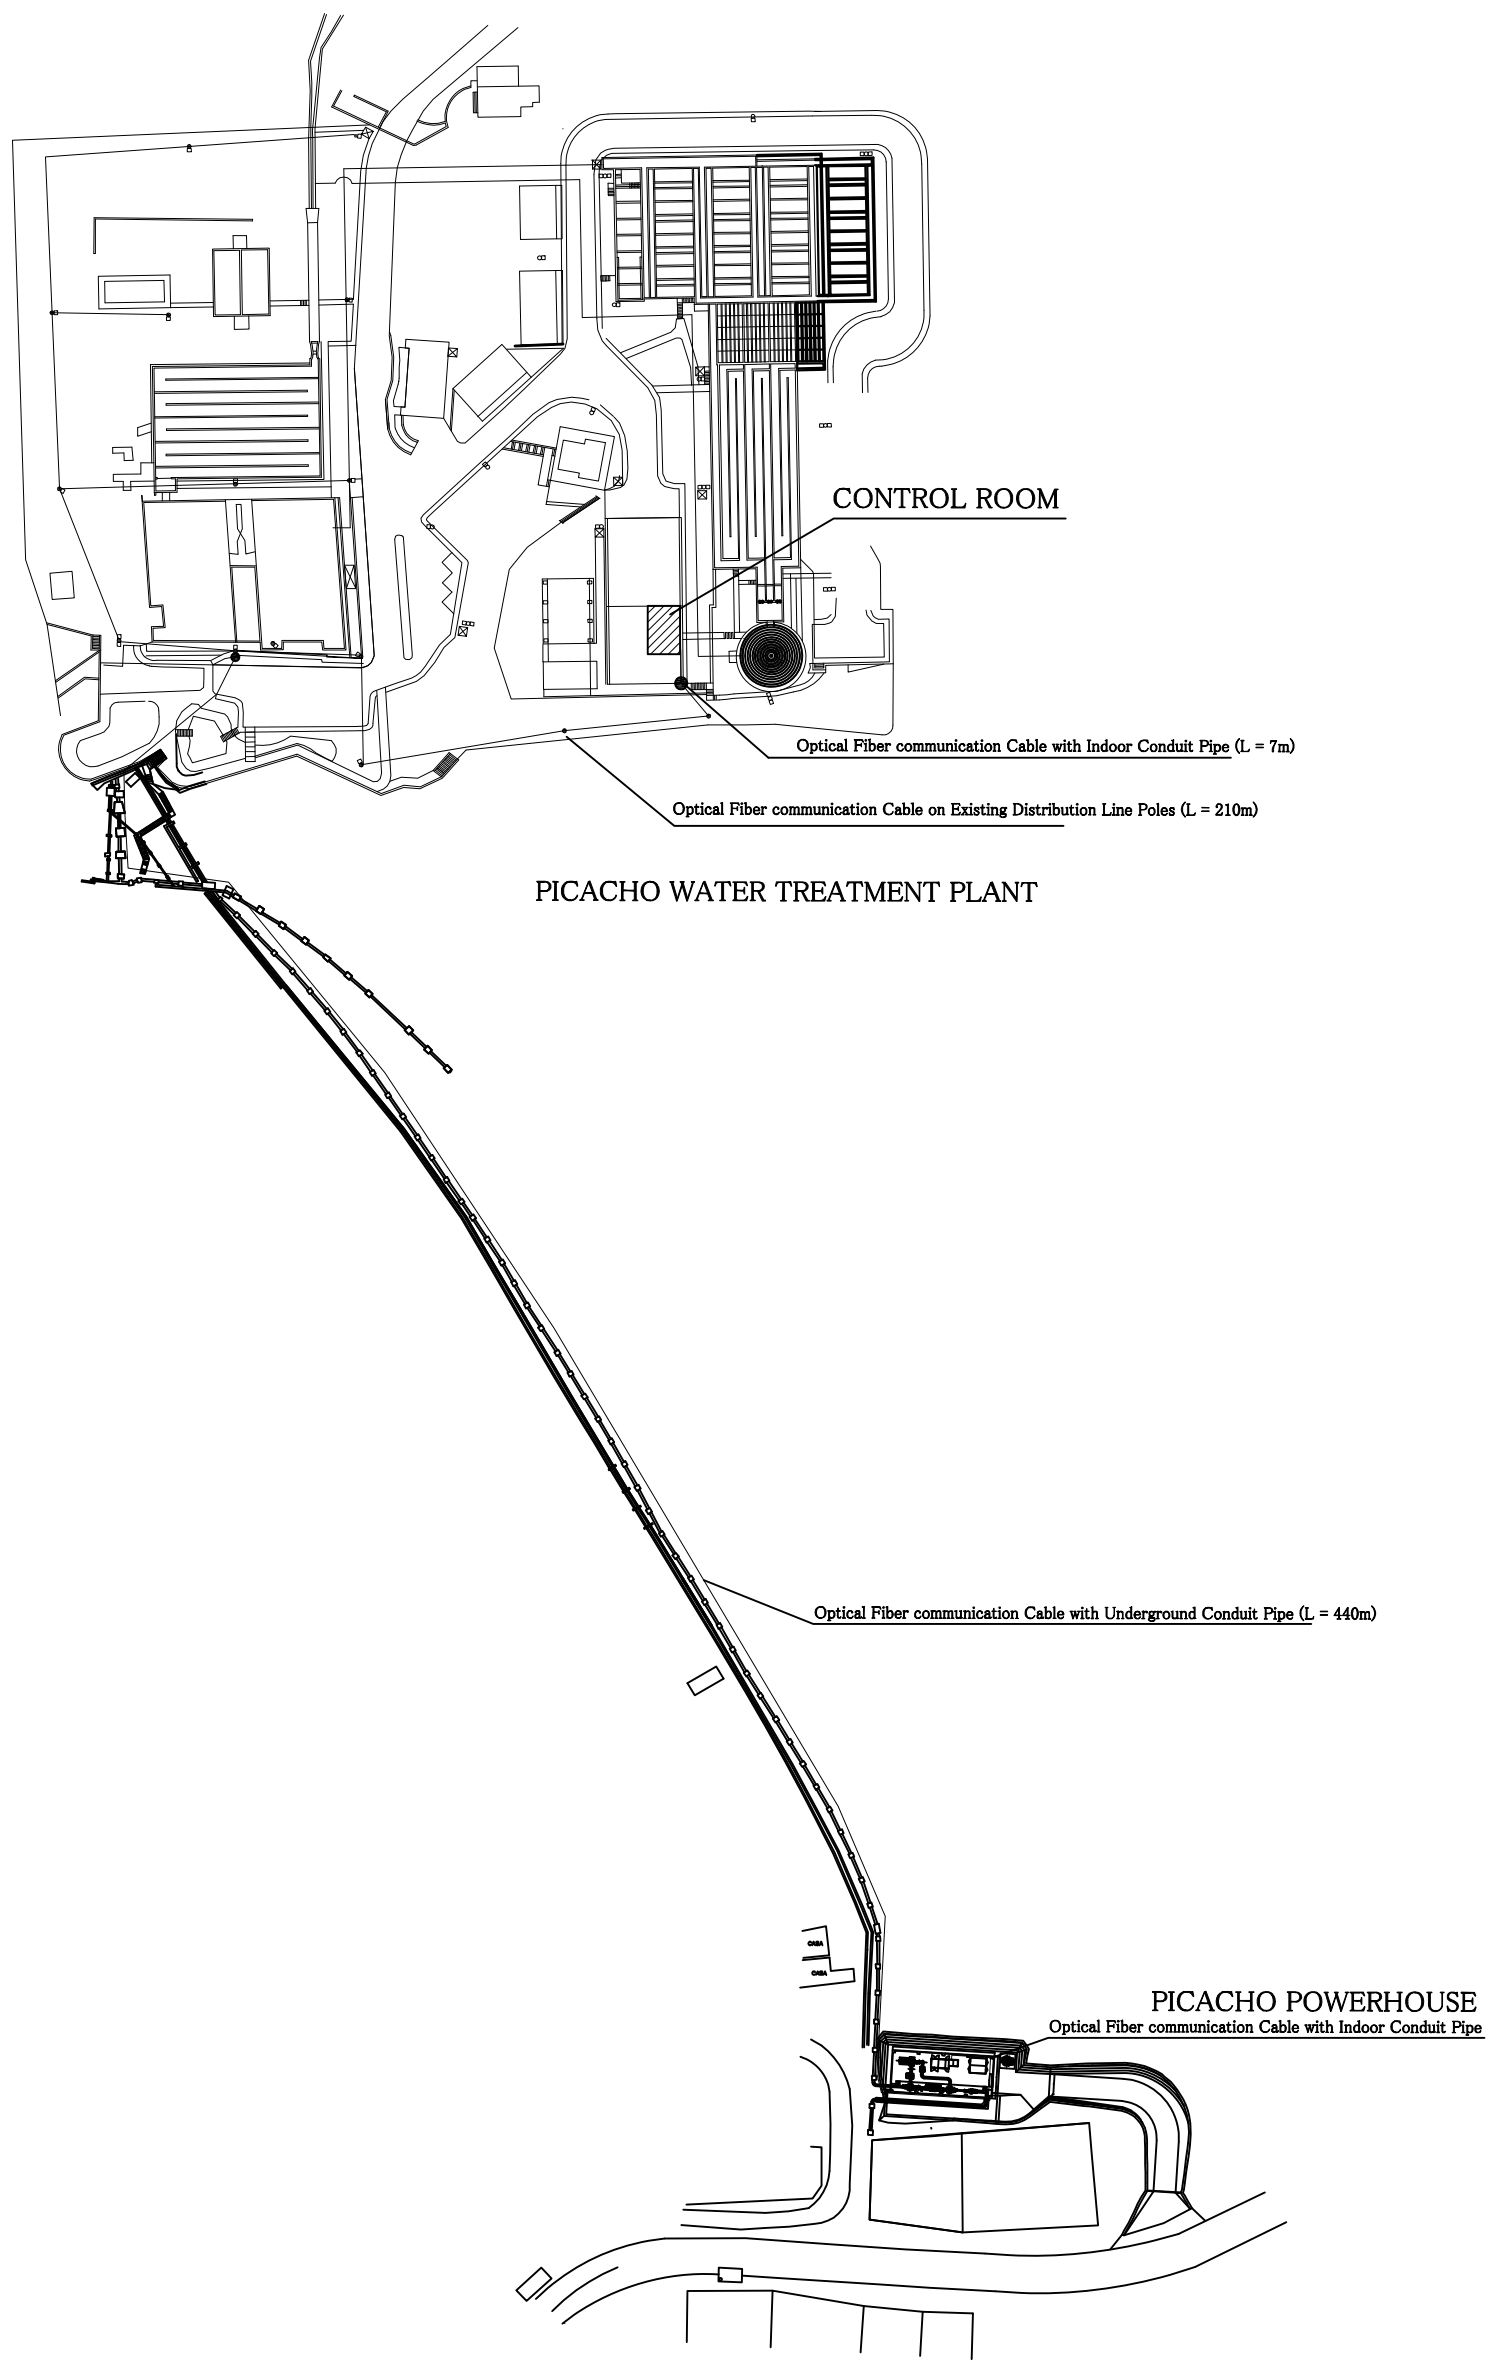 CONTROL ROOM
Optical Fiber communication Cable with Indoor Conduit Pipe (L = 7m)
Optical Fiber communication Cable on Existing Distribution Line Poles (L = 210m)
PICACHO WATER TREATMENT PLANT
Optical Fiber communication Cable with Underground Conduit Pipe (L = 440m)
CASA
CASA
PICACHO POWERHOUSE
Optical Fiber communication Cable with Indoor Conduit Pipe